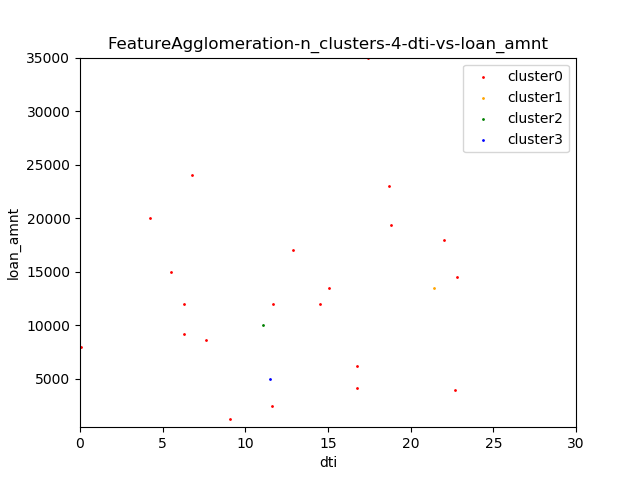 FeatureAgglomeration-n_clusters-4-dti-vs-loan_amnt
35000
30000
25000
20000
15000
10000
5000
loan_amnt
cluster0
cluster1
cluster2
cluster3
0 5 10 15 20 25 30
dti